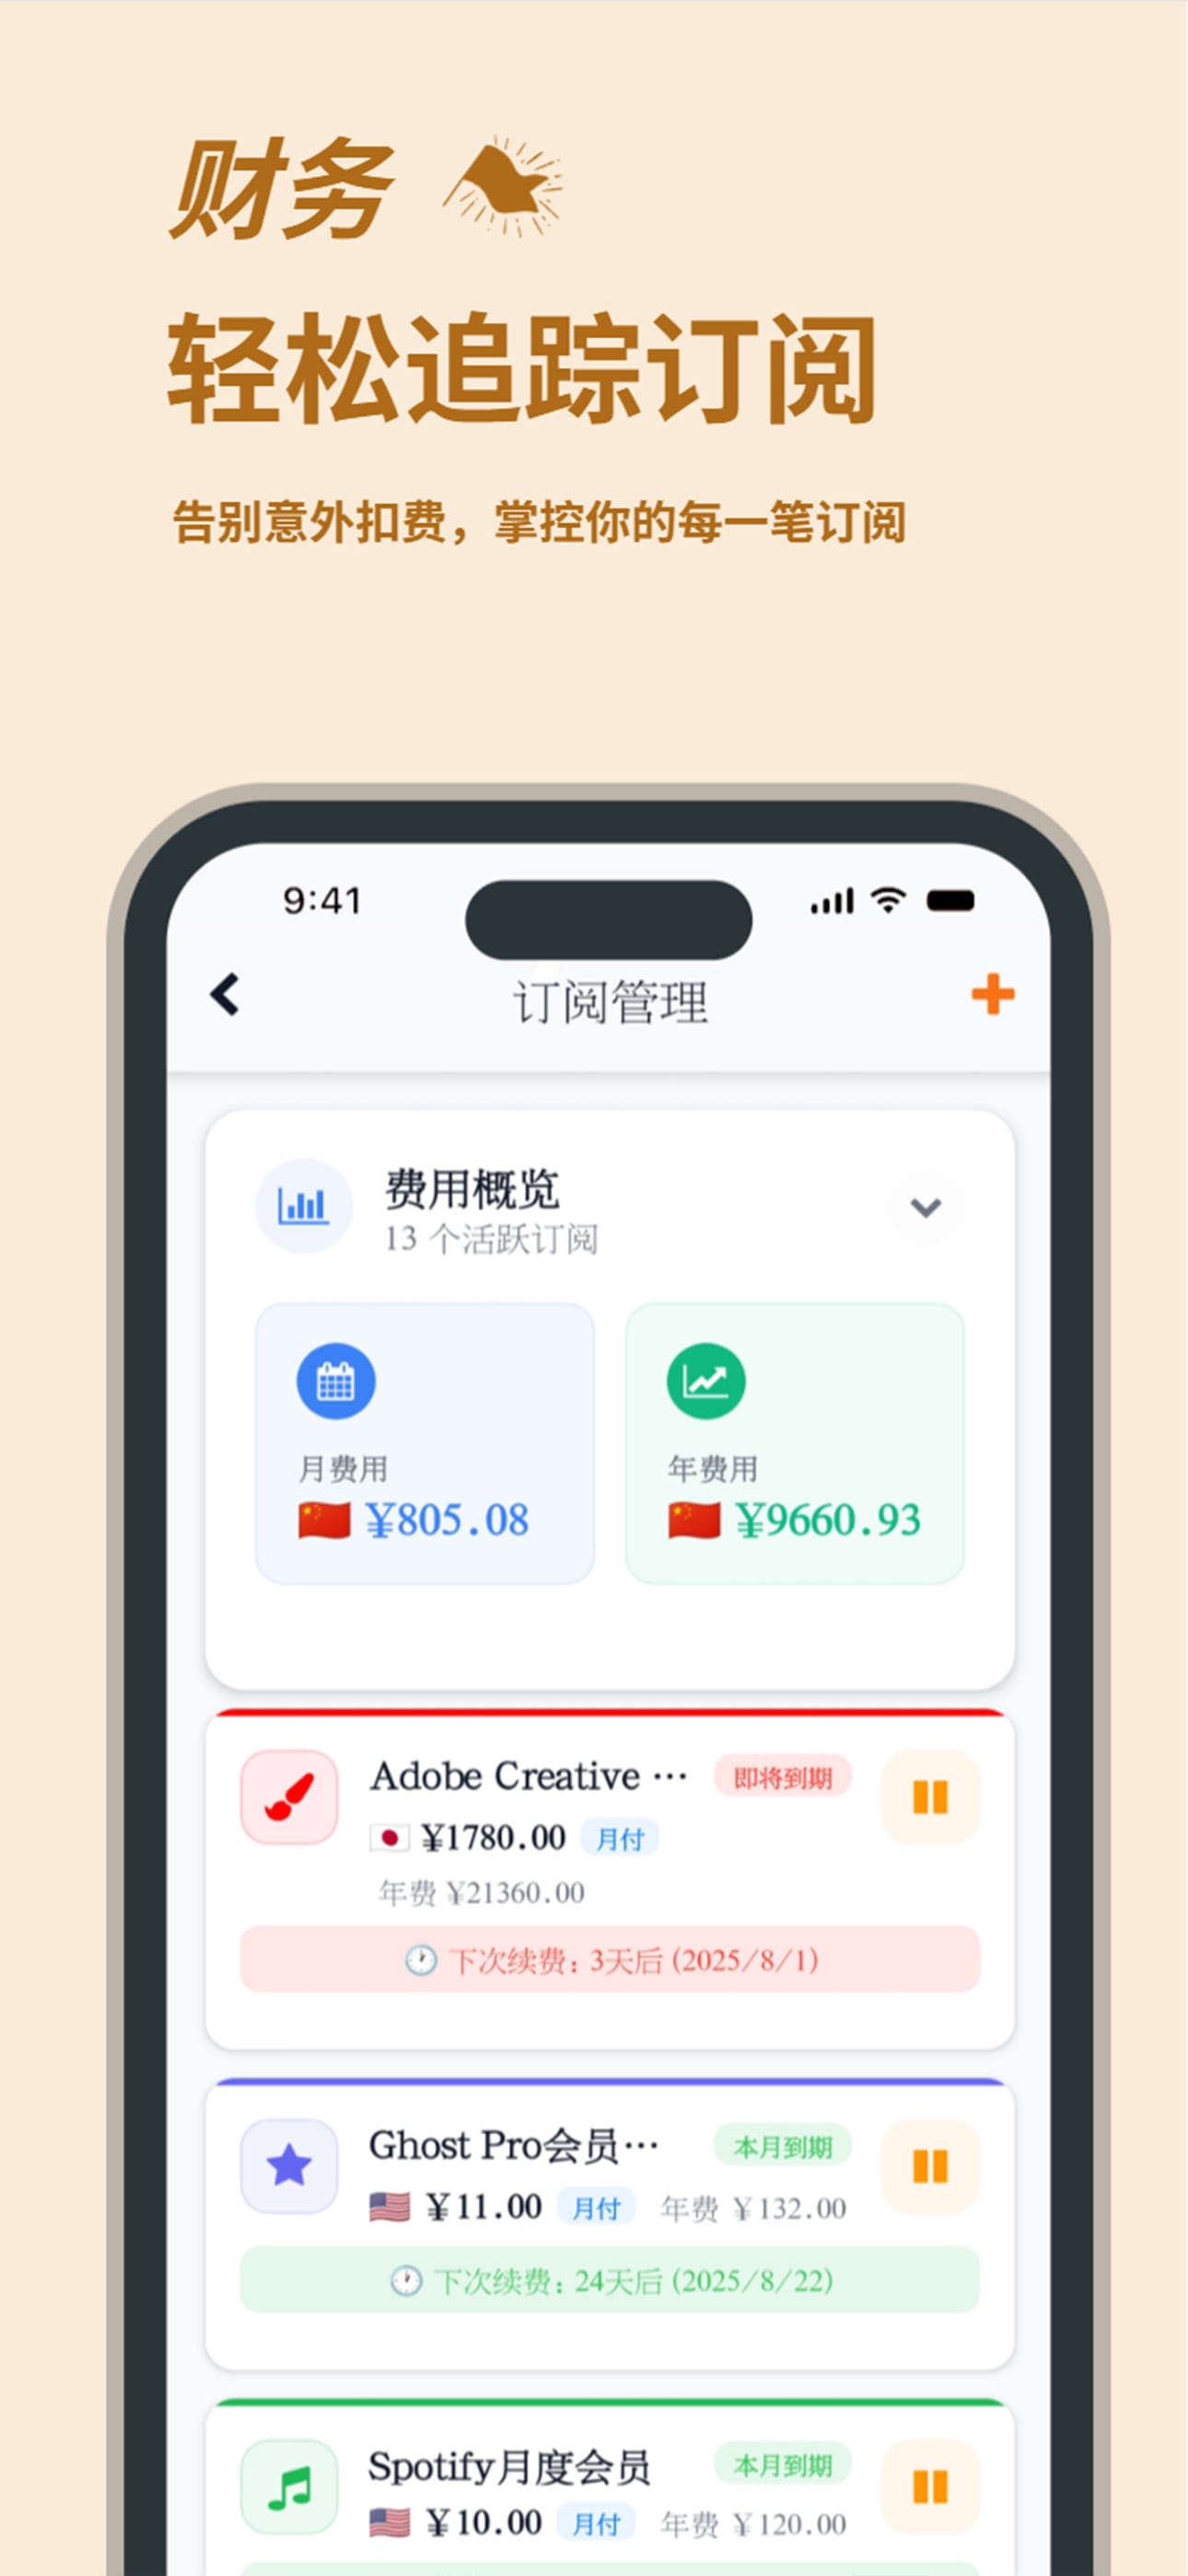 财务
轻松追踪订阅
告别意外扣费，掌控你的每一笔订阅
9:41
订阅管理
费用概览
13 个活跃订阅
月费用
¥805.08
年费用
¥9660.93
Adobe Creative ···
即将到期
¥1780.00 月付
年费 ¥21360.00
下次续费: 3天后 (2025/8/1)
Ghost Pro会员···
本月到期
¥11.00 月付 年费 ¥132.00
下次续费: 24天后 (2025/8/22)
Spotify月度会员
本月到期
¥10.00 月付 年费 ¥120.00